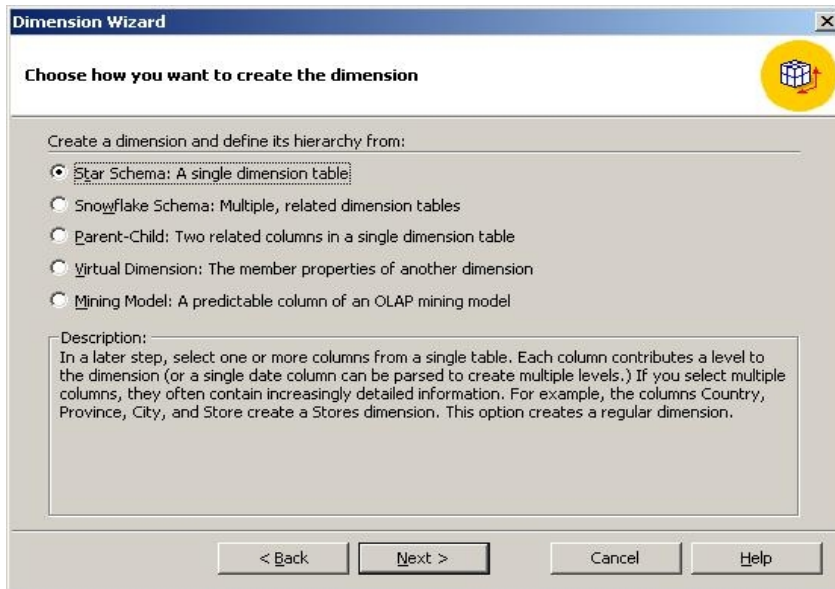 Dimension Wizard
Choose how you want to create the dimension
Create a dimension and define its hierarchy from:
Star Schema: A single dimension table
Snowflake Schema: Multiple, related dimension tables
Parent-Child: Two related columns in a single dimension table
Virtual Dimension: The member properties of another dimension
Mining Model: A predictable column of an OLAP mining model
Description:
In a later step, select one or more columns from a single table. Each column contributes a level to
the dimension (or a single date column can be parsed to create multiple levels.) If you select multiple
columns, they often contain increasingly detailed information. For example, the columns Country,
Province, City, and Store create a Stores dimension. This option creates a regular dimension.
< Back
Next >
Cancel
Help